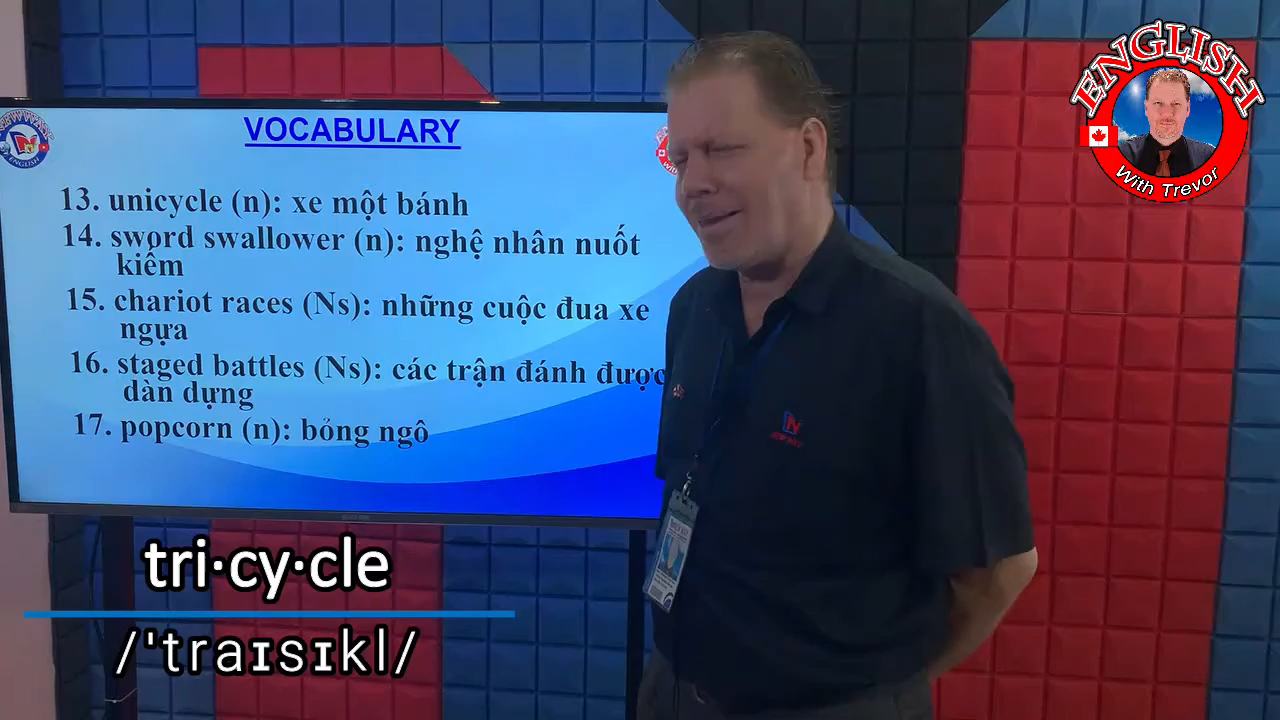 VOCABULARY
13. unicycle (n): xe một bánh
14. sword swallower (n): nghệ nhân nuốt
kiếm
15. chariot races (Ns): những cuộc đua xe
ngựa
16. staged battles (Ns): các trận đánh được
dàn dựng
17. popcorn (n): bỏng ngô
ENGLISH
With Trevor
tri·cy·cle
/ˈtraɪsɪkl/